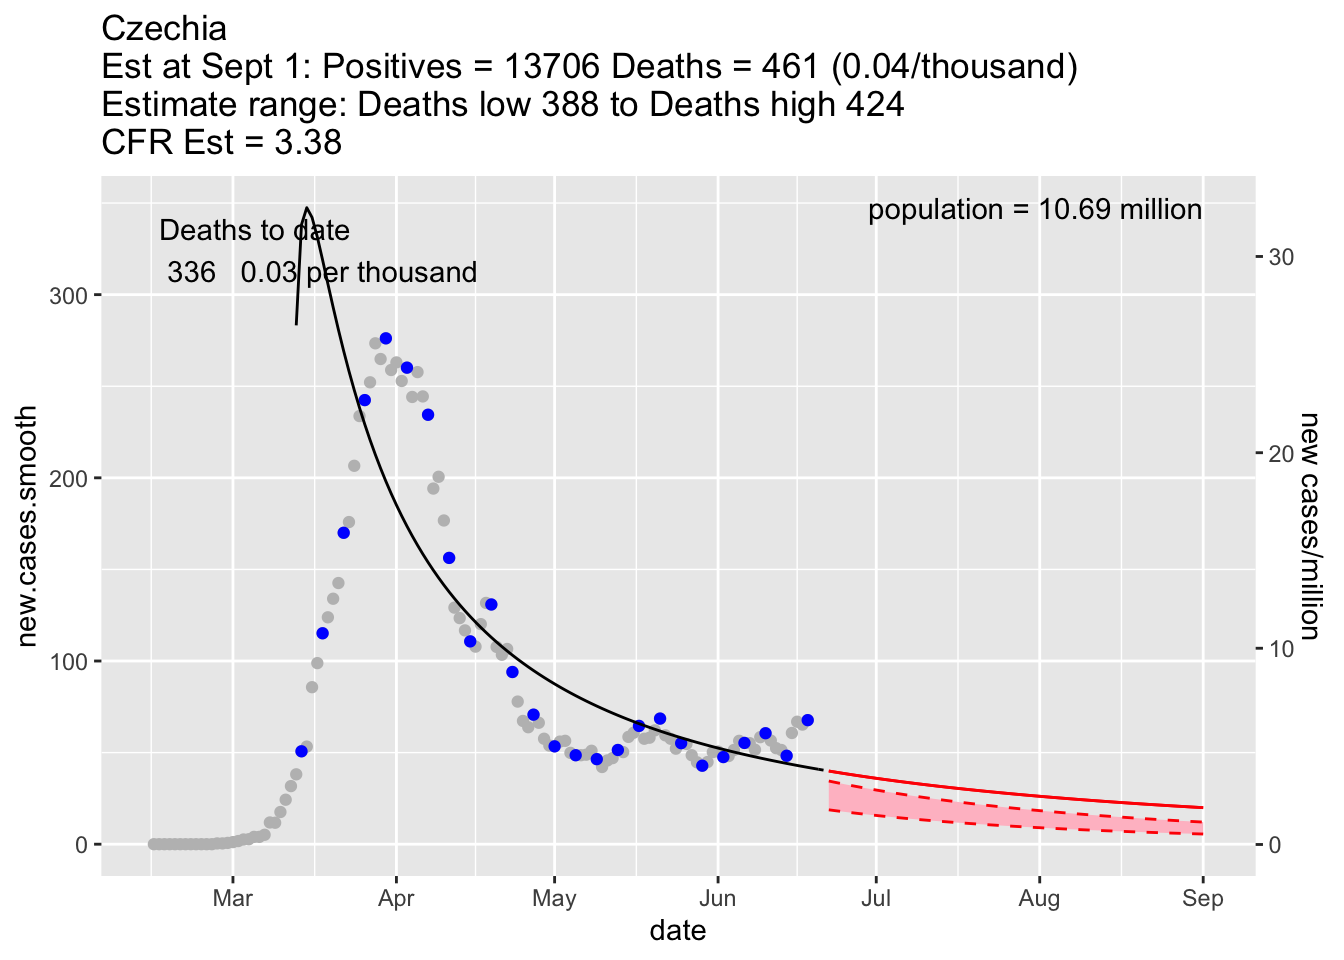 Czechia
Est at Sept 1: Positives = 13706 Deaths = 461 (0.04/thousand)
Estimate range: Deaths low 388 to Deaths high 424
CFR Est = 3.38
population = 10.69 million
Deaths to date
336 0.03 per thousand
300
200
100
0
new.cases.smooth
30
20
10
0
new cases/million
Mar Apr May Jun Jul Aug Sep
date